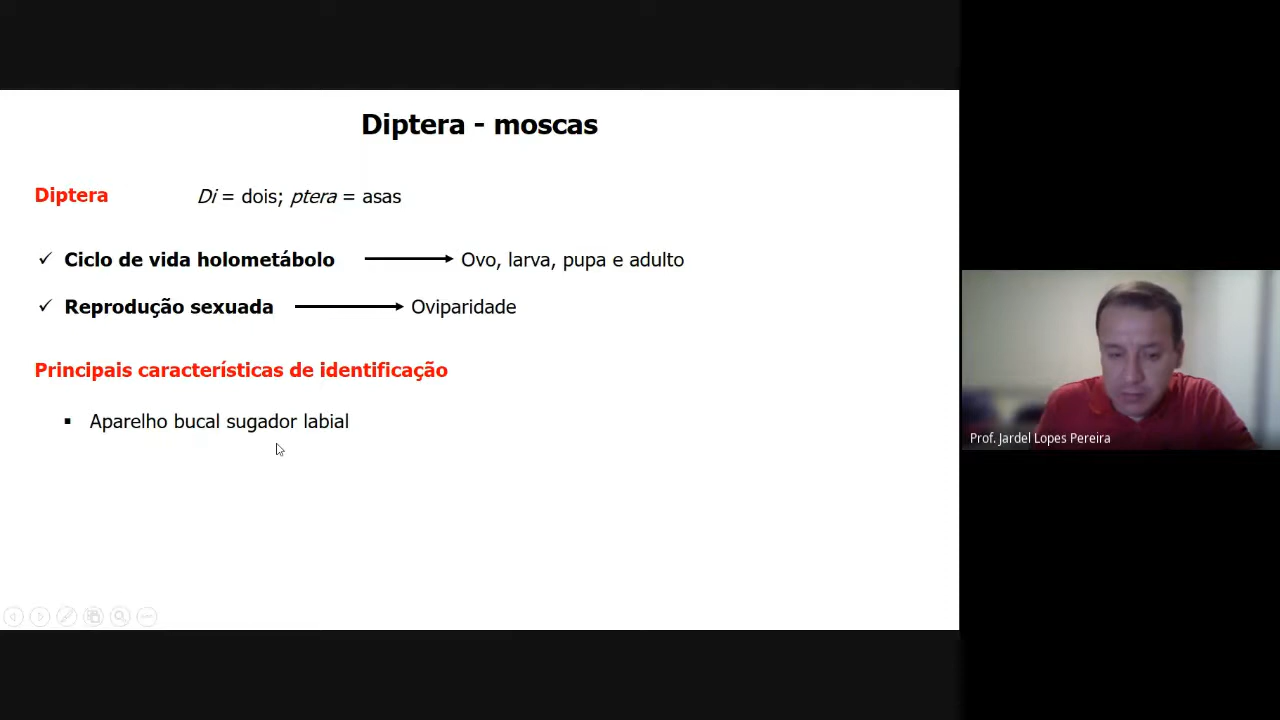 Diptera - moscas
Diptera Di = dois; ptera = asas
✓ Ciclo de vida holometábolo Ovo, larva, pupa e adulto
✓ Reprodução sexuada Oviparidade
Principais características de identificação
▪ Aparelho bucal sugador labial
Prof. Jardel Lopes Pereira